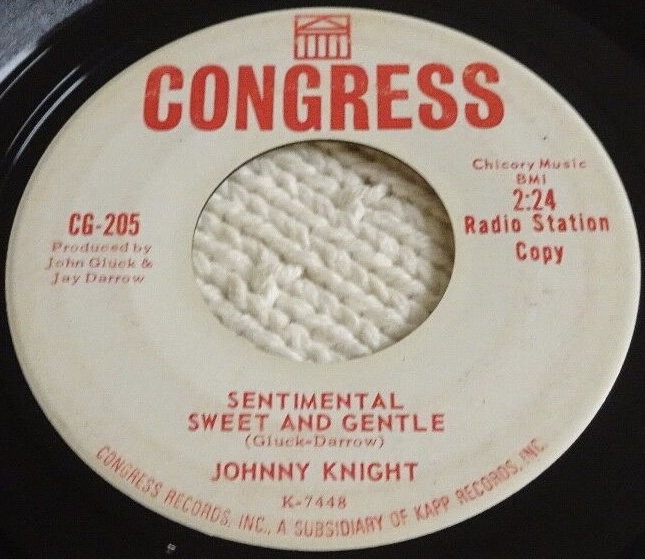 CONGRESS
Chicory Music
BMI
2:24
Radio Station
Copy
CG-205
Produced by
John Gluck &
Jay Darrow
SENTIMENTAL
SWEET AND GENTLE
(Gluck-Darrow)
JOHNNY KNIGHT
K-7448
CONGRESS RECORDS, INC., A SUBSIDIARY OF KAPP RECORDS, INC.